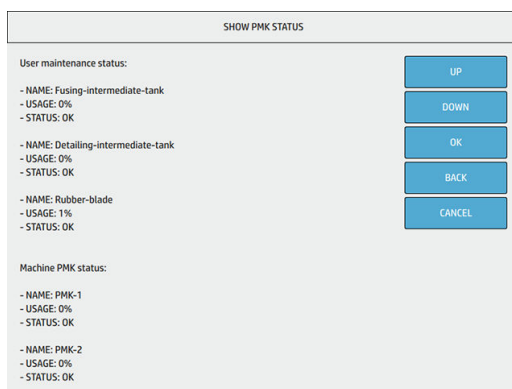 SHOW PMK STATUS
User maintenance status:
- NAME: Fusing-intermediate-tank
- USAGE: 0%
- STATUS: OK
- NAME: Detailing-intermediate-tank
- USAGE: 0%
- STATUS: OK
- NAME: Rubber-blade
- USAGE: 1%
- STATUS: OK
Machine PMK status:
- NAME: PMK-1
- USAGE: 0%
- STATUS: OK
- NAME: PMK-2
- USAGE: 0%
- STATUS: OK
UP
DOWN
OK
BACK
CANCEL